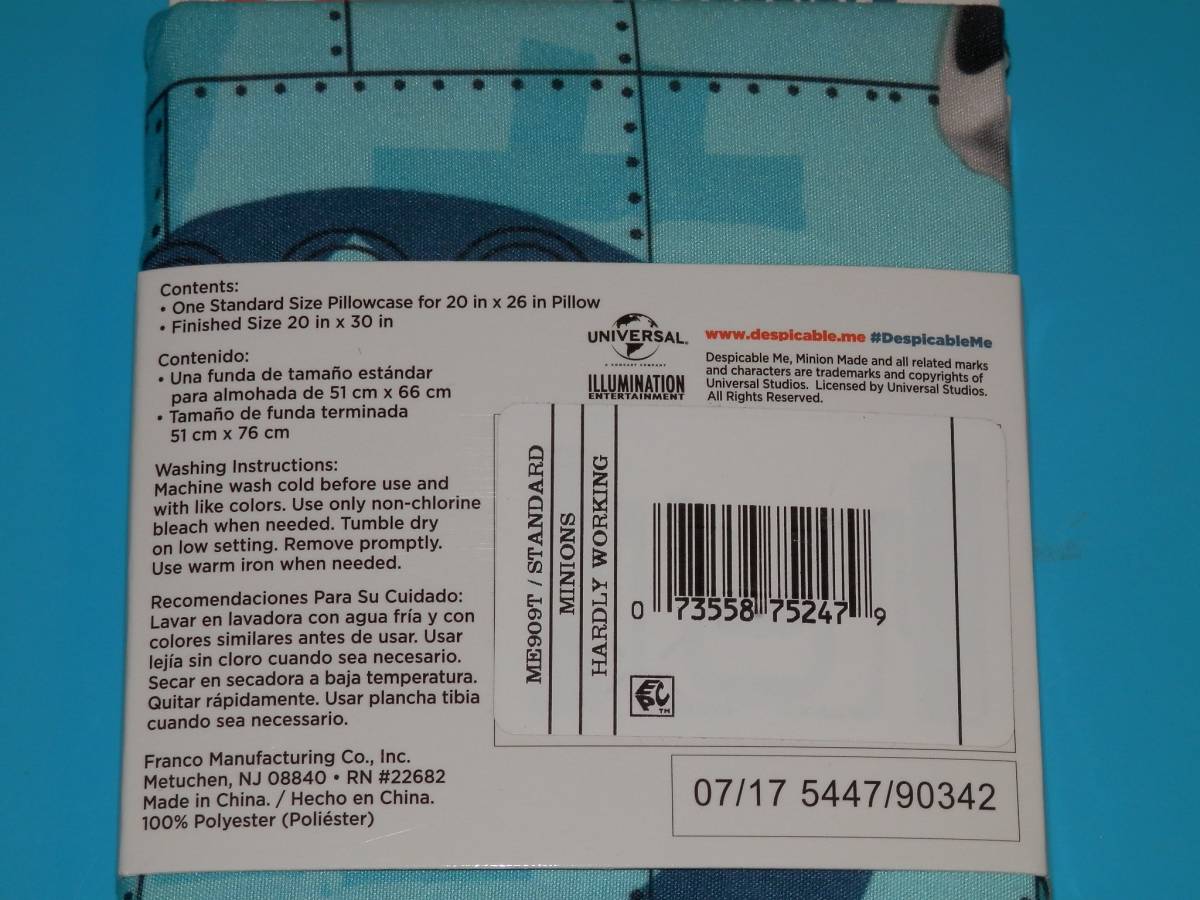 Contents:
• One Standard Size Pillowcase for 20 in x 26 in Pillow
• Finished Size 20 in x 30 in
Contenido:
• Una funda de tamaño estándar
para almohada de 51 cm x 66 cm
• Tamaño de funda terminada
51 cm x 76 cm
Washing Instructions:
Machine wash cold before use and
with like colors. Use only non-chlorine
bleach when needed. Tumble dry
on low setting. Remove promptly.
Use warm iron when needed.
Recomendaciones Para Su Cuidado:
Lavar en lavadora con agua fría y con
colores similares antes de usar. Usar
lejía sin cloro cuando sea necesario.
Secar en secadora a baja temperatura.
Quitar rápidamente. Usar plancha tibia
cuando sea necessario.
Franco Manufacturing Co., Inc.
Metuchen, NJ 08840 • RN #22682
Made in China. / Hecho en China.
100% Polyester (Poliéster)
UNIVERSAL
A COMCAST COMPANY
ILLUMINATION
ENTERTAINMENT
www.despicable.me #DespicableMe
Despicable Me, Minion Made and all related marks
and characters are trademarks and copyrights of
Universal Studios. Licensed by Universal Studios.
All Rights Reserved.
ME909T / STANDARD
MINIONS
HARDLY WORKING
0 73558 75247 9
EPC TM
07/17 5447/90342